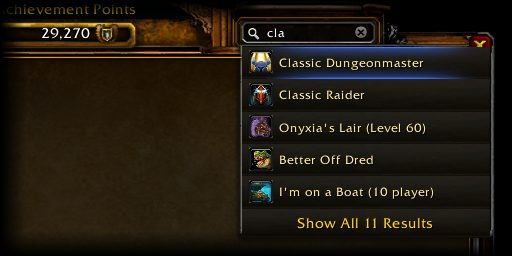 Achievement Points
29,270
cla
Classic Dungeonmaster
Classic Raider
Onyxia's Lair (Level 60)
Better Off Dred
I'm on a Boat (10 player)
Show All 11 Results